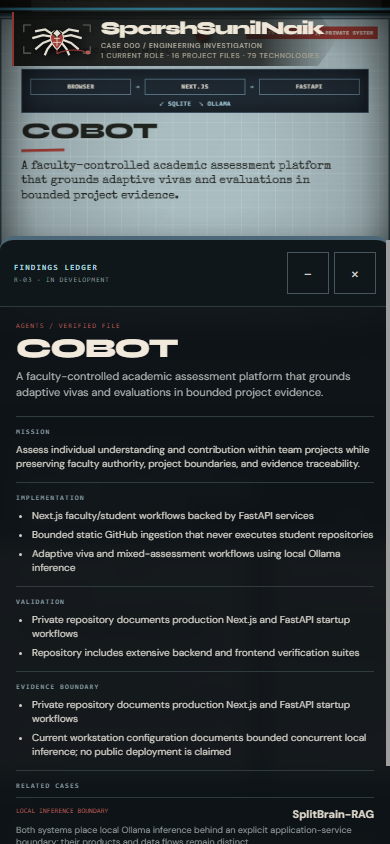 SparshSunilNaik
PRIVATE SYSTEM
CASE 000 / ENGINEERING INVESTIGATION
1 CURRENT ROLE · 16 PROJECT FILES · 79 TECHNOLOGIES
BROWSER → NEXT.JS → FASTAPI
↙ SQLITE ↘ OLLAMA
COBOT
A faculty-controlled academic assessment platform
that grounds adaptive vivas and evaluations in
bounded project evidence.
FINDINGS LEDGER
R-03 · IN DEVELOPMENT
– ×
AGENTS / VERIFIED FILE
COBOT
A faculty-controlled academic assessment platform that grounds
adaptive vivas and evaluations in bounded project evidence.
MISSION
Assess individual understanding and contribution within team projects while
preserving faculty authority, project boundaries, and evidence traceability.
IMPLEMENTATION
• Next.js faculty/student workflows backed by FastAPI services
• Bounded static GitHub ingestion that never executes student repositories
• Adaptive viva and mixed-assessment workflows using local Ollama
inference
VALIDATION
• Private repository documents production Next.js and FastAPI startup
workflows
• Repository includes extensive backend and frontend verification suites
EVIDENCE BOUNDARY
• Private repository documents production Next.js and FastAPI startup
workflows
• Current workstation configuration documents bounded concurrent local
inference; no public deployment is claimed
RELATED CASES
LOCAL INFERENCE BOUNDARY
SplitBrain-RAG
Both systems place local Ollama inference behind an explicit application-service
boundary; their products and data flows remain distinct.